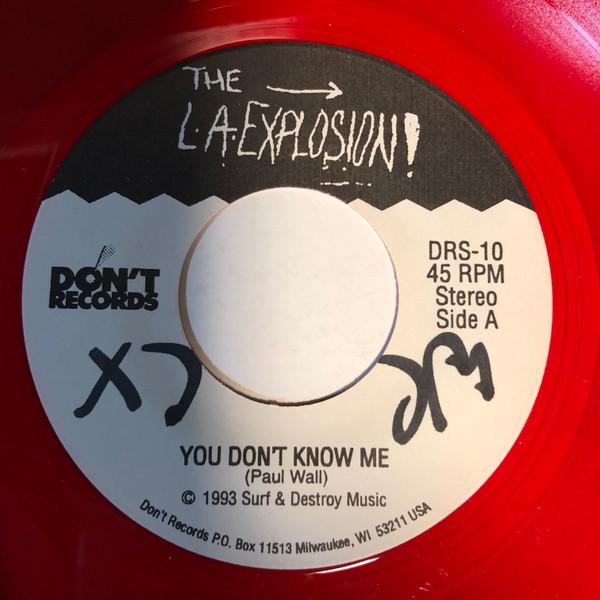 THE
L.A. EXPLOSION!
DON'T
RECORDS
DRS-10
45 RPM
Stereo
Side A
YOU DON'T KNOW ME
(Paul Wall)
© 1993 Surf & Destroy Music
Don't Records P.O. Box 11513 Milwaukee, WI 53211 USA